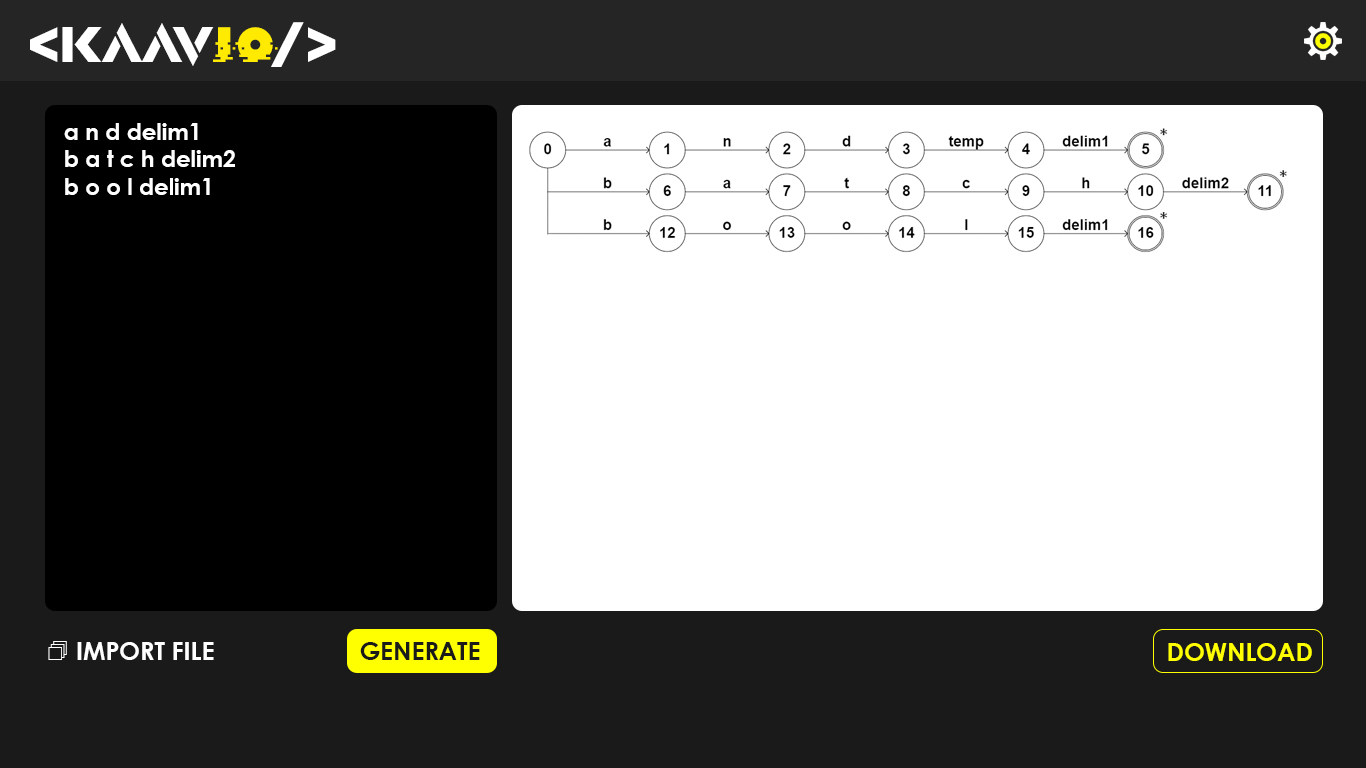 <KAAVIO/>
a n d delim1
b a t c h delim2
b o o l delim1
a n d temp delim1 *
0 1 2 3 4 5
b a t c h delim2 *
6 7 8 9 10 11
b o o l delim1 *
12 13 14 15 16
IMPORT FILE
GENERATE
DOWNLOAD